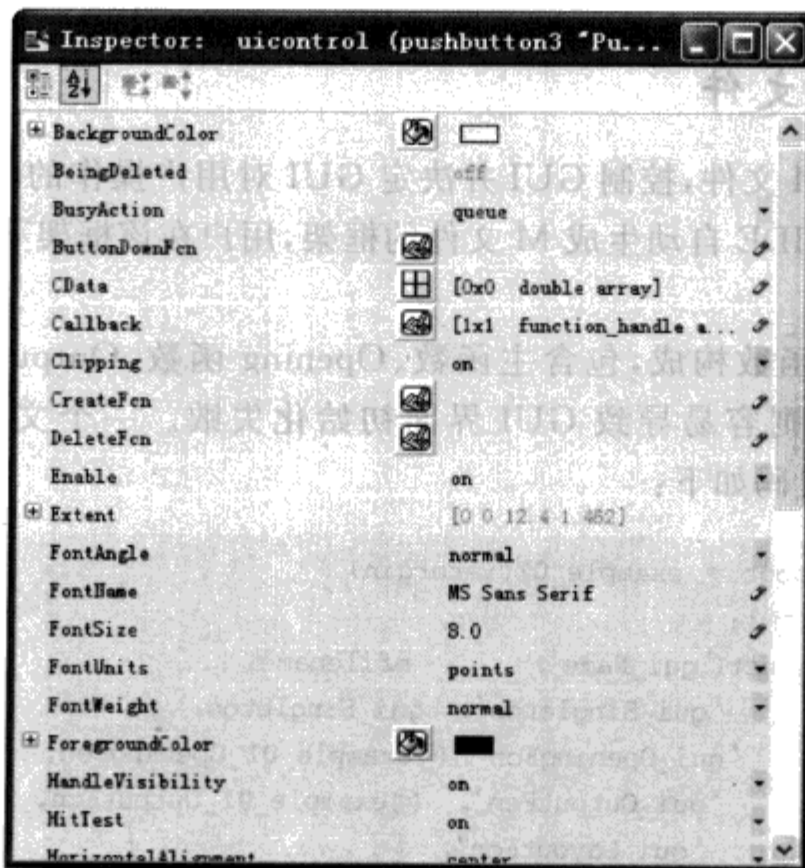 Inspector: uicontrol (pushbutton3 "Pu...
BackgroundColor
BeingDeleted off
BusyAction queue
ButtonDownFcn
CData [0x0 double array]
Callback [1x1 function_handle a...
Clipping on
CreateFcn
DeleteFcn
Enable on
Extent [0 0 12.4 1.462]
FontAngle normal
FontName MS Sans Serif
FontSize 8.0
FontUnits points
FontWeight normal
ForegroundColor
HandleVisibility on
HitTest on
HorizontalAlignment center